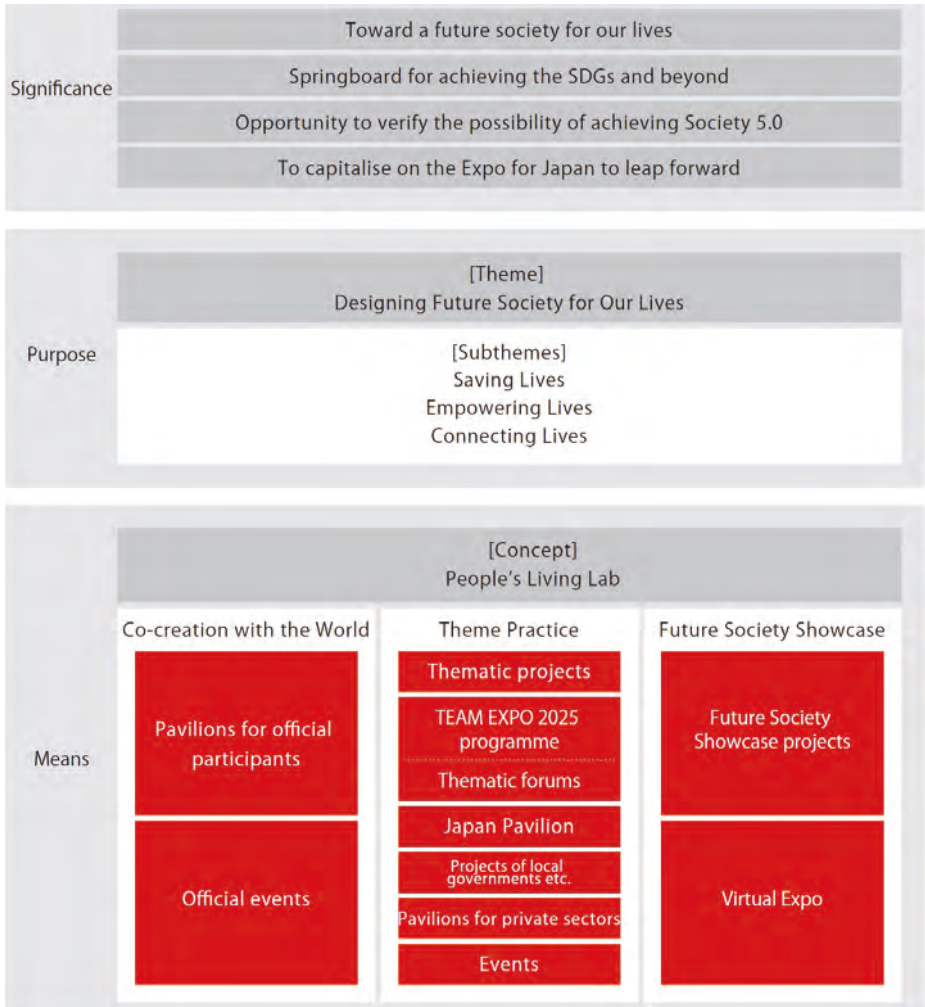 Significance
Toward a future society for our lives
Springboard for achieving the SDGs and beyond
Opportunity to verify the possibility of achieving Society 5.0
To capitalise on the Expo for Japan to leap forward
Purpose
[Theme]
Designing Future Society for Our Lives
[Subthemes]
Saving Lives
Empowering Lives
Connecting Lives
Means
[Concept]
People's Living Lab
Co-creation with the World
Pavilions for official
participants
Official events
Theme Practice
Thematic projects
TEAM EXPO 2025
programme
Thematic forums
Japan Pavilion
Projects of local
governments etc.
Pavilions for private sectors
Events
Future Society Showcase
Future Society
Showcase projects
Virtual Expo